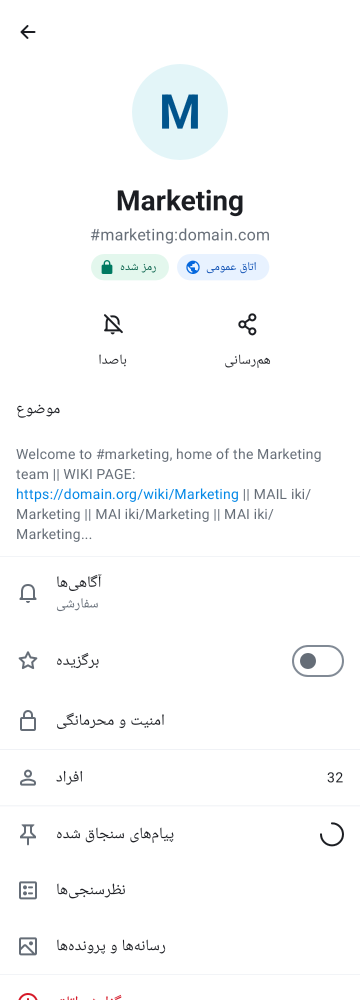 M
Marketing
#marketing:domain.com
رمز شده
اتاق عمومی
باصدا
هم‌رسانی
موضوع
Welcome to #marketing, home of the Marketing
team || WIKI PAGE:
https://domain.org/wiki/Marketing || MAIL iki/
Marketing || MAI iki/Marketing || MAI iki/
Marketing...
آگاهی‌ها
سفارشی
برگزیده
امنیت و محرمانگی
افراد
32
پیام‌های سنجاق شده
نظرسنجی‌ها
رسانه‌ها و پرونده‌ها